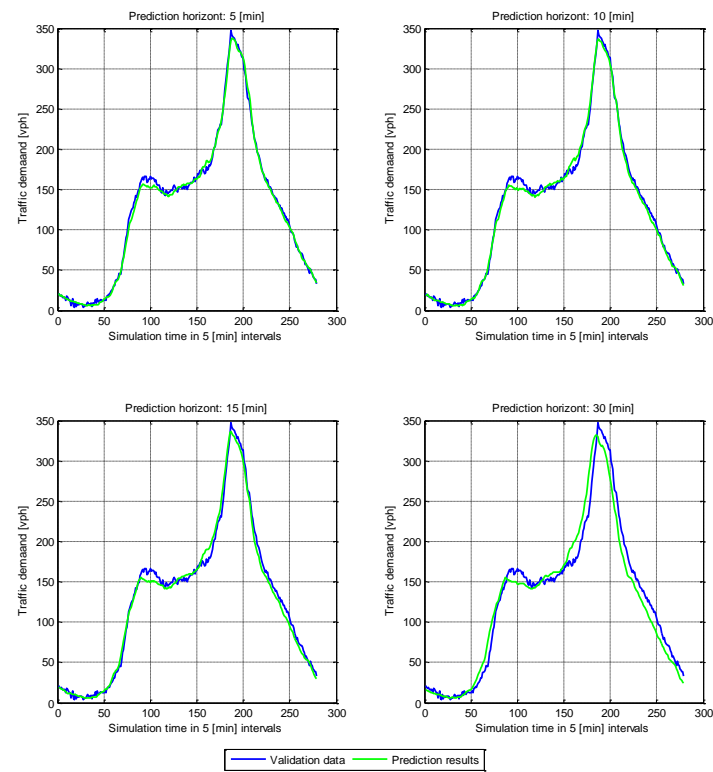 Prediction horizont: 5 [min]
350
300
250
200
150
100
50
0
Traffic demaand [vph]
0 50 100 150 200 250 300
Simulation time in 5 [min] intervals
Prediction horizont: 10 [min]
350
300
250
200
150
100
50
0
Traffic demaand [vph]
0 50 100 150 200 250 300
Simulation time in 5 [min] intervals
Prediction horizont: 15 [min]
350
300
250
200
150
100
50
0
Traffic demaand [vph]
0 50 100 150 200 250 300
Simulation time in 5 [min] intervals
Prediction horizont: 30 [min]
350
300
250
200
150
100
50
0
Traffic demaand [vph]
0 50 100 150 200 250 300
Simulation time in 5 [min] intervals
Validation data Prediction results